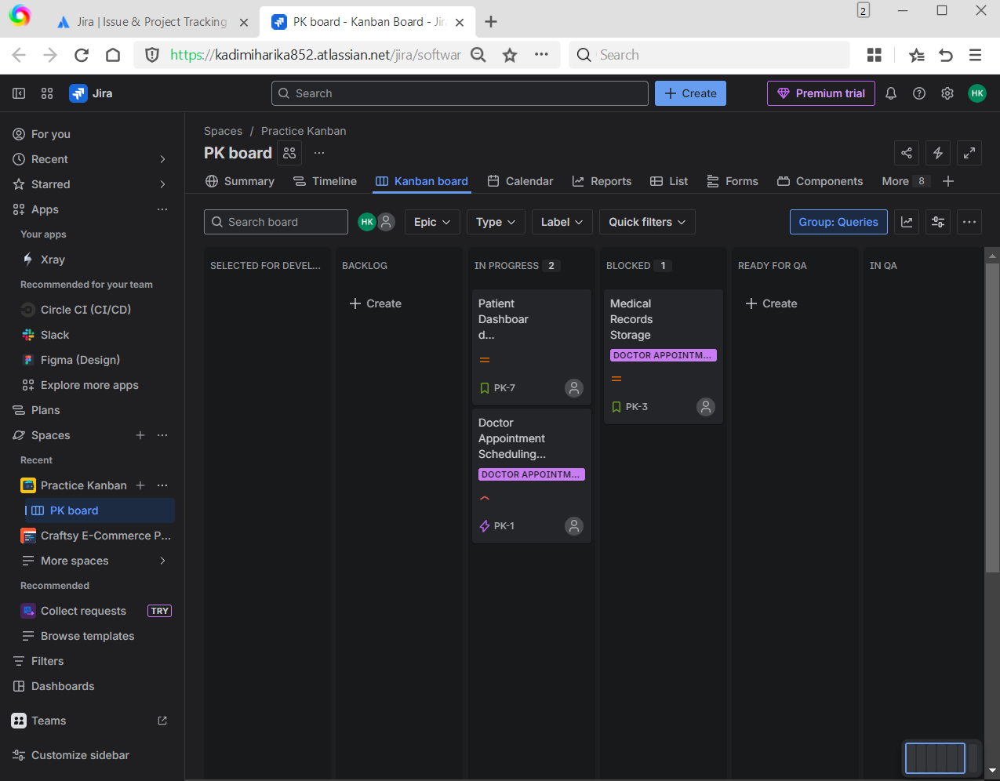 Jira | Issue & Project Tracking
PK board - Kanban Board - Jir
2
https://kadimiharika852.atlassian.net/jira/softwar
Search
Jira
Search
Create
Premium trial
HK
For you
Recent
Starred
Apps
Your apps
Xray
Recommended for your team
Circle CI (CI/CD)
Slack
Figma (Design)
Explore more apps
Plans
Spaces
Recent
Practice Kanban
PK board
Craftsy E-Commerce P...
More spaces
Recommended
Collect requests TRY
Browse templates
Filters
Dashboards
Teams
Customize sidebar
Spaces / Practice Kanban
PK board
Summary Timeline Kanban board Calendar Reports List Forms Components More 8
Search board HK Epic Type Label Quick filters Group: Queries
SELECTED FOR DEVEL...
BACKLOG
Create
IN PROGRESS 2
Patient
Dashboar
d...
PK-7
Doctor
Appointment
Scheduling...
DOCTOR APPOINTM...
PK-1
BLOCKED 1
Medical
Records
Storage
DOCTOR APPOINTM...
PK-3
READY FOR QA
Create
IN QA